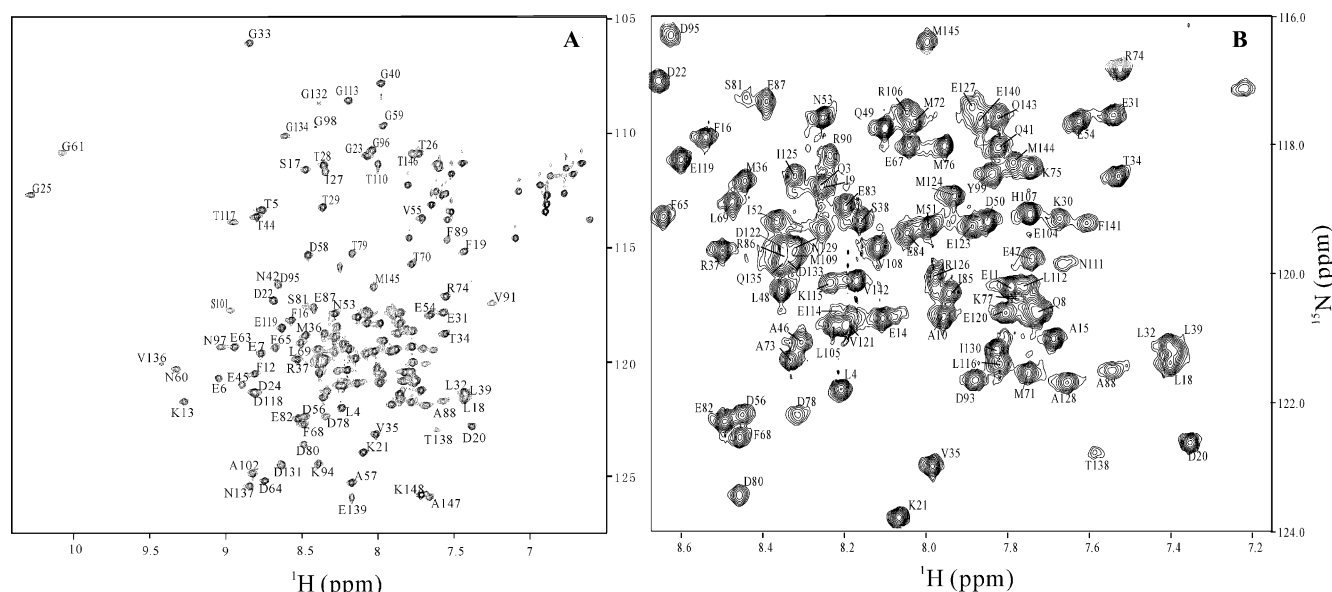 A
G33
G40
G132
G113
G98
G59
G134
G61
G23
G96
T26
T146
S17
T28
I27
T110
G25
T29
T5
V55
T117
T44
F89
D58
T79
F19
T70
N42
D95
M145
D22
S81
E87
R74
S101
F16
N53
V91
E54
E31
E119
M36
T34
N97
E63
F65
E7
L69
V136
R37
F12
N60
L32
L39
E6
E45
D24
L18
K13
D118
D56
L4
A88
E82
D78
F68
V35
T138
D20
D80
K21
A102
D131
K94
A57
N137
D64
K148
A147
E139
105
110
115
120
125
10
9.5
9
8.5
8
7.5
7
¹H (ppm)
B
D95
M145
D22
R74
S81
E87
N53
R106
M72
E127
E140
Q143
E31
Q49
L54
F16
R90
Q41
E119
E67
M76
M144
I125
Q3
K75
T34
M36
I9
M124
Y99
F65
L69
E83
H107
K30
I52
S38
M51
D50
F141
D122
N129
E123
E104
R37
R86
M109
V108
E84
E47
N111
Q135
D133
R126
L112
E11
L48
K115
V142
I85
K77
Q8
E114
E14
E120
A46
A10
A15
L32
L39
A73
L105
V121
I130
L116
L18
L4
D93
M71
A128
A88
D56
D78
E82
F68
T138
D20
V35
D80
K21
116.0
118.0
120.0
122.0
124.0
¹⁵N (ppm)
8.6
8.4
8.2
8.0
7.8
7.6
7.4
7.2
¹H (ppm)